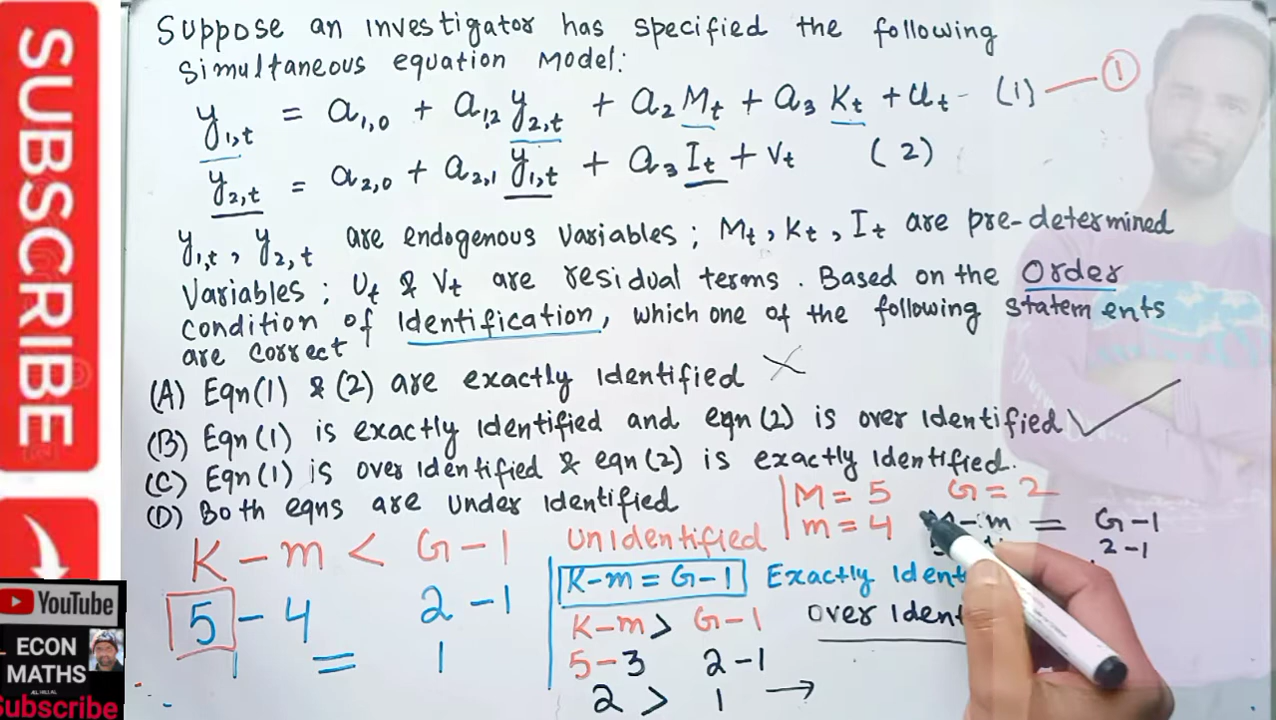 SUBSCRIBE
Suppose an investigator has specified the following
Simultaneous equation Model:
y1,t = a1,0 + a1,2 y2,t + a2 Mt + a3 Kt + Ut - (1) — 1
y2,t = a2,0 + a2,1 y1,t + a3 It + Vt (2)
y1,t , y2,t are endogenous variables ; Mt , Kt , It are pre-determined
Variables ; Ut & Vt are residual terms . Based on the Order
condition of Identification, which one of the following statements
are correct
(A) Eqn(1) & (2) are exactly identified X
(B) Eqn(1) is exactly identified and eqn(2) is over identified ✓
(C) Eqn(1) is over identified & eqn(2) is exactly identified.
(D) Both eqns are under identified
M = 5 G = 2
m = 4 M-m = G-1
2-1
K - m < G - 1 Unidentified
K-m = G-1 Exactly Ident
5 - 4 2 - 1
K-m > G-1 over Ident
1 = 1
5-3 2-1
2 > 1 →
YouTube
ECON
MATHS
Subscribe